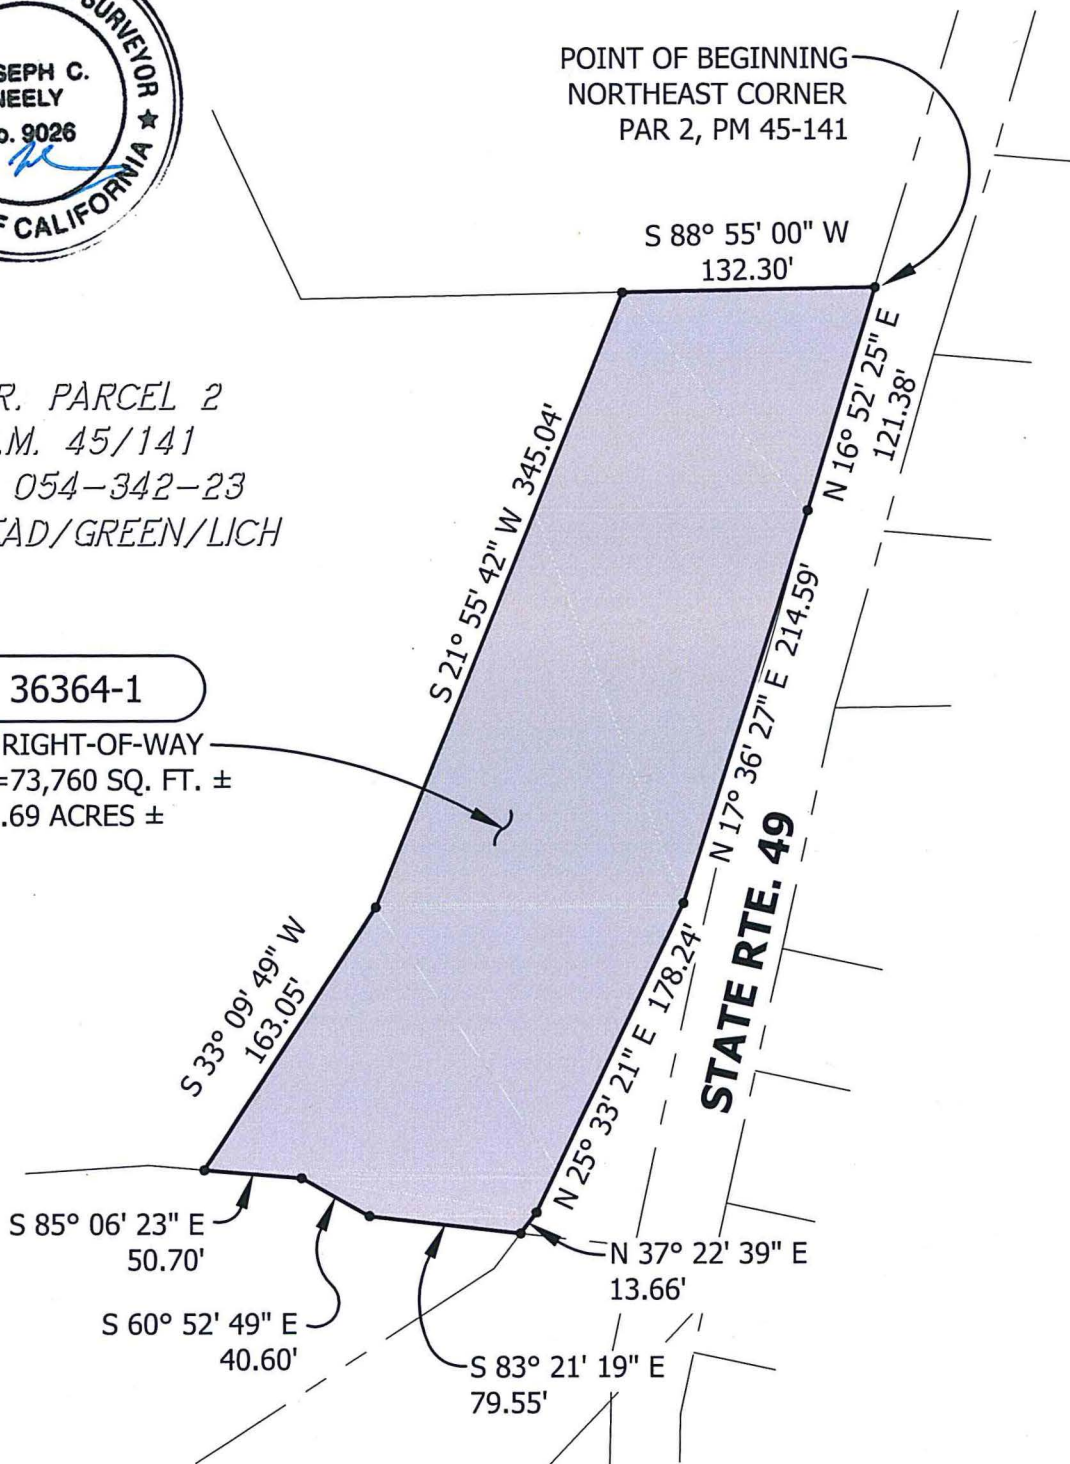 SURVEYOR ★
SEPH C.
NEELY
o. 9026
F CALIFORNIA
POINT OF BEGINNING
NORTHEAST CORNER
PAR 2, PM 45-141
S 88° 55' 00" W
132.30'
N 16° 52' 25" E
121.38'
R. PARCEL 2
.M. 45/141
054-342-23
AD/GREEN/LICH
S 21° 55' 42" W 345.04'
N 17° 36' 27" E 214.59'
36364-1
RIGHT-OF-WAY
=73,760 SQ. FT. ±
.69 ACRES ±
STATE RTE. 49
S 33° 09' 49" W
163.05'
N 25° 33' 21" E 178.24'
S 85° 06' 23" E
50.70'
S 60° 52' 49" E
40.60'
S 83° 21' 19" E
79.55'
N 37° 22' 39" E
13.66'